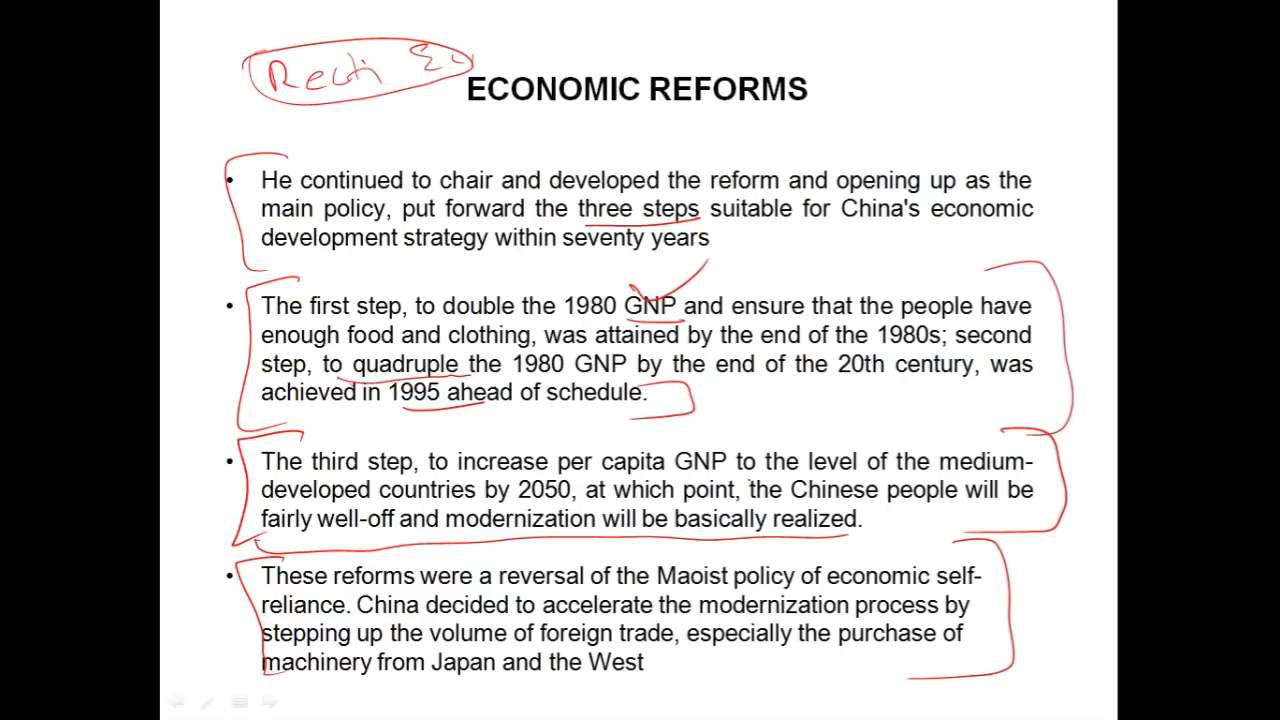 ECONOMIC REFORMS
• He continued to chair and developed the reform and opening up as the
main policy, put forward the three steps suitable for China's economic
development strategy within seventy years
• The first step, to double the 1980 GNP and ensure that the people have
enough food and clothing, was attained by the end of the 1980s; second
step, to quadruple the 1980 GNP by the end of the 20th century, was
achieved in 1995 ahead of schedule.
• The third step, to increase per capita GNP to the level of the medium-
developed countries by 2050, at which point, the Chinese people will be
fairly well-off and modernization will be basically realized.
• These reforms were a reversal of the Maoist policy of economic self-
reliance. China decided to accelerate the modernization process by
stepping up the volume of foreign trade, especially the purchase of
machinery from Japan and the West